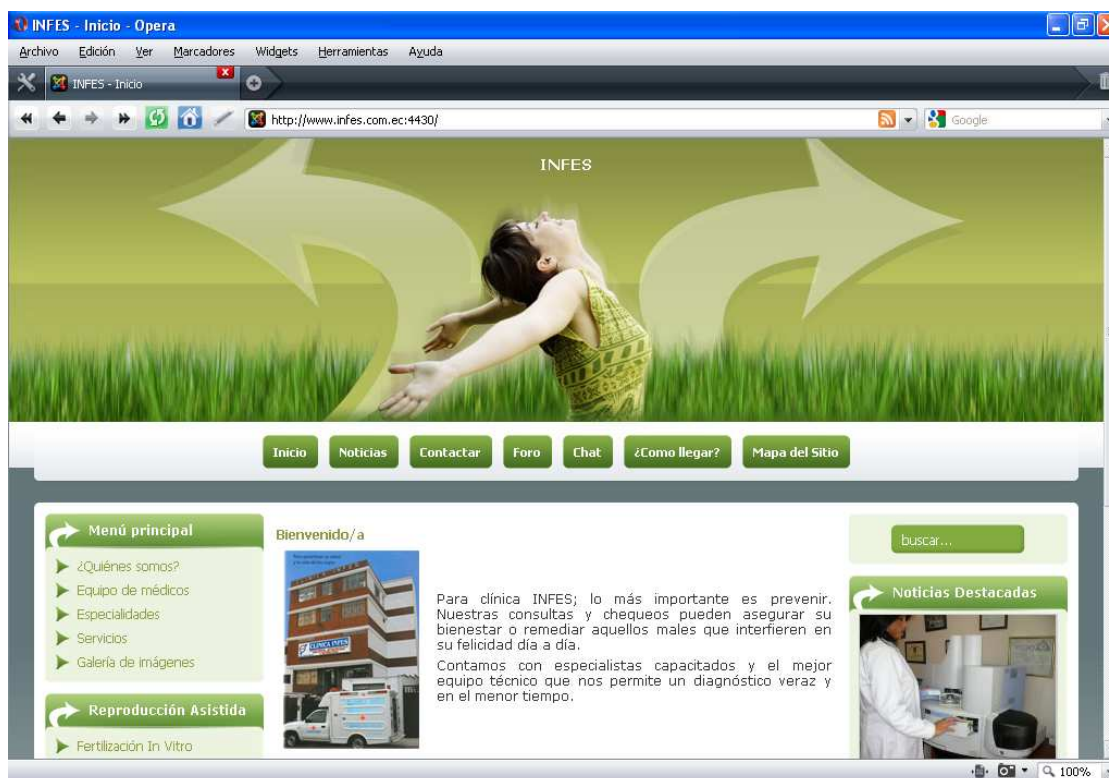 INFES - Inicio - Opera
Archivo Edición Ver Marcadores Widgets Herramientas Ayuda
INFES - Inicio
http://www.infes.com.ec:4430/
Google
INFES
Inicio Noticias Contactar Foro Chat ¿Como llegar? Mapa del Sitio
Menú principal
¿Quiénes somos?
Equipo de médicos
Especialidades
Servicios
Galería de imágenes
Reproducción Asistida
Fertilización In Vitro
Bienvenido/a
CLINICA INFES
Para clínica INFES; lo más importante es prevenir.
Nuestras consultas y chequeos pueden asegurar su
bienestar o remediar aquellos males que interfieren en
su felicidad día a día.
Contamos con especialistas capacitados y el mejor
equipo técnico que nos permite un diagnóstico veraz y
en el menor tiempo.
buscar...
Noticias Destacadas
100%